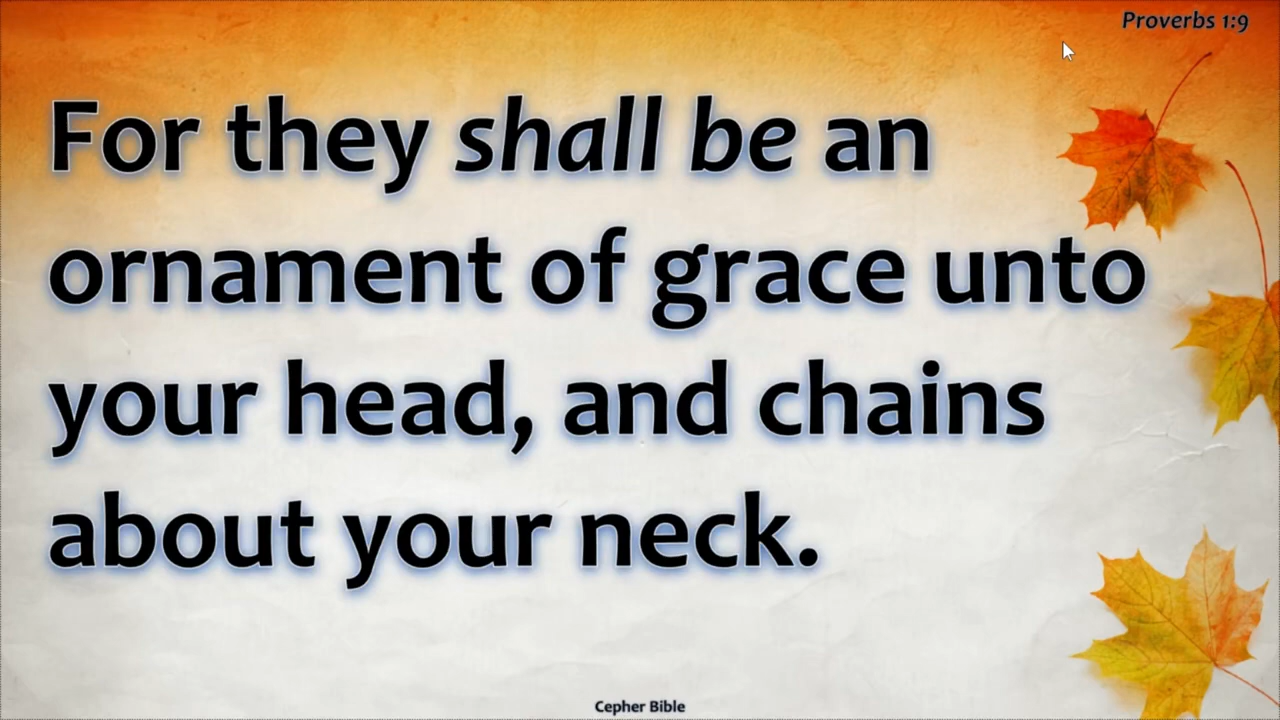 Proverbs 1:9
For they shall be an
ornament of grace unto
your head, and chains
about your neck.
Cepher Bible